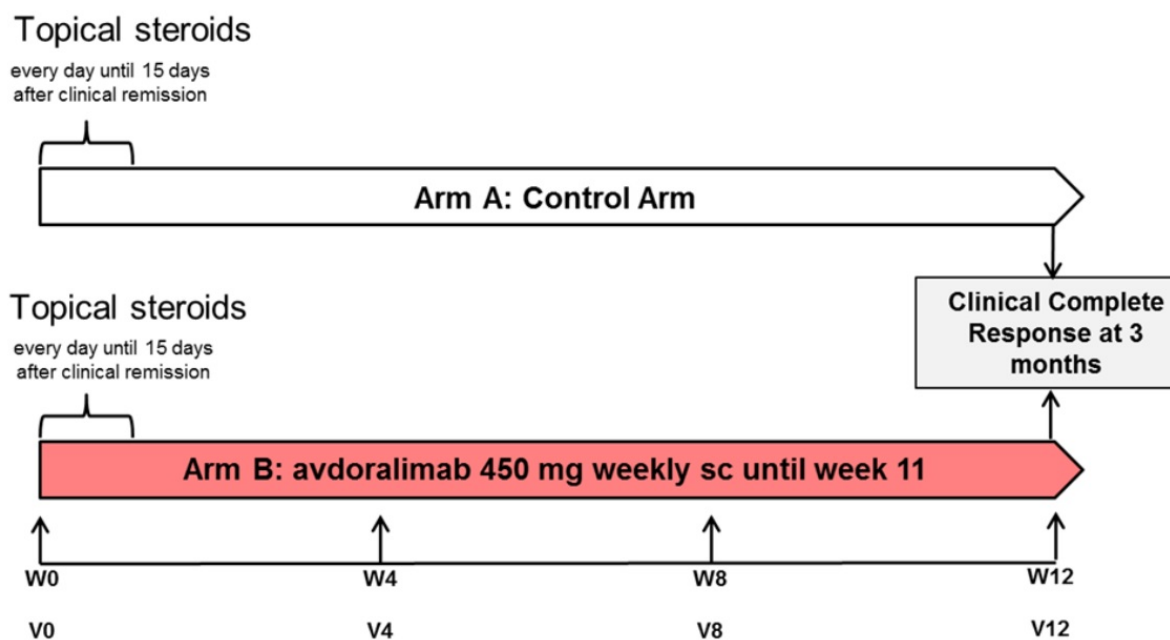 Topical steroids
every day until 15 days
after clinical remission
Arm A: Control Arm
Clinical Complete
Response at 3
months
Topical steroids
every day until 15 days
after clinical remission
Arm B: avdoralimab 450 mg weekly sc until week 11
W0 W4 W8 W12
V0 V4 V8 V12